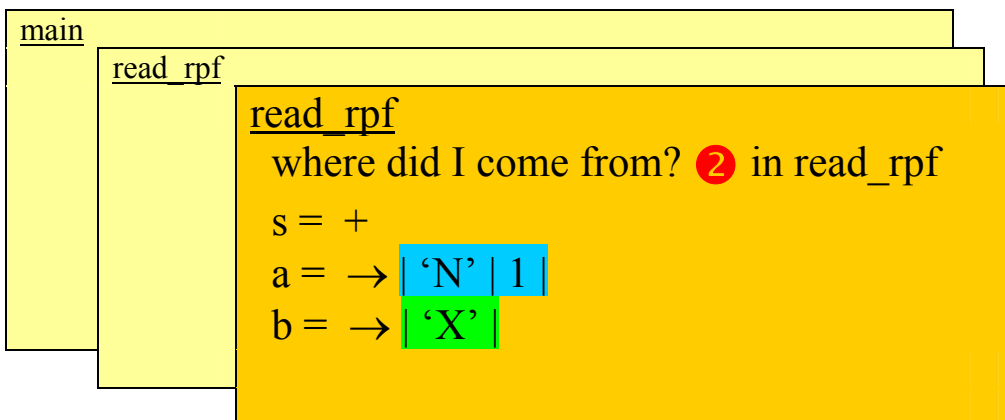 main
read_rpf
read_rpf
where did I come from? 2 in read_rpf
s = +
a = → | ‘N’ | 1 |
b = → | ‘X’ |